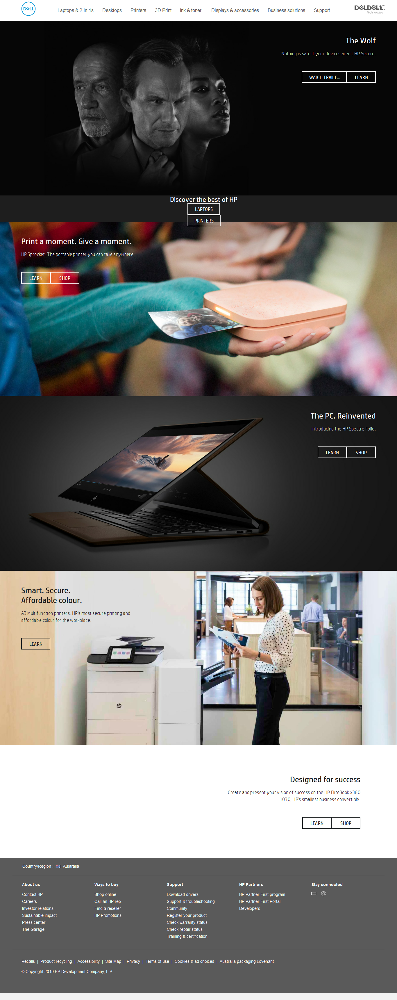 DELL
Laptops & 2-in-1s Desktops Printers 3D Print Ink & toner Displays & accessories Business solutions Support
Technologies
The Wolf
Nothing is safe if your devices aren't HP Secure.
WATCH TRAILE... LEARN
Discover the best of HP
LAPTOPS
PRINTERS
Print a moment. Give a moment.
HP Sprocket. The portable printer you can take anywhere.
LEARN SHOP
The PC. Reinvented
Introducing the HP Spectre Folio.
LEARN SHOP
Smart. Secure.
Affordable colour.
A3 Multifunction printers. HP's most secure printing and
affordable colour for the workplace.
LEARN
hp
Designed for success
Create and present your vision of success on the HP EliteBook x360
1030, HP's smallest business convertible.
LEARN SHOP
Country/Region : Australia
About us
Contact HP
Careers
Investor relations
Sustainable impact
Press center
The Garage
Ways to buy
Shop online
Call an HP rep
Find a reseller
HP Promotions
Support
Download drivers
Support & troubleshooting
Community
Register your product
Check warranty status
Check repair status
Training & certification
HP Partners
HP Partner First program
HP Partner First Portal
Developers
Stay connected
Recalls | Product recycling | Accessibility | Site Map | Privacy | Terms of use | Cookies & ad choices | Australia packaging covenant
© Copyright 2019 HP Development Company, L.P.